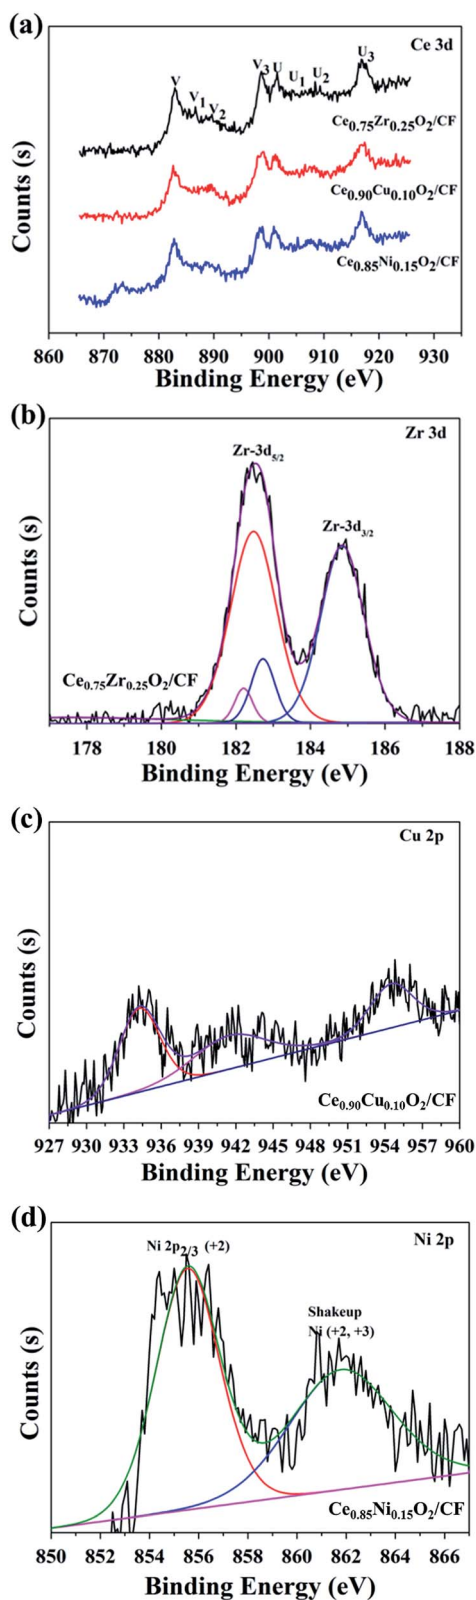 (a)
Ce 3d
V
V1
V2
V3
U
U1
U2
U3
Ce0.75Zr0.25O2/CF
Ce0.90Cu0.10O2/CF
Ce0.85Ni0.15O2/CF
Counts (s)
860 870 880 890 900 910 920 930
Binding Energy (eV)
(b)
Zr 3d
Zr-3d5/2
Zr-3d3/2
Ce0.75Zr0.25O2/CF
Counts (s)
178 180 182 184 186 188
Binding Energy (eV)
(c)
Cu 2p
Counts (s)
Ce0.90Cu0.10O2/CF
927 930 933 936 939 942 945 948 951 954 957 960
Binding Energy (eV)
(d)
Ni 2p
Ni 2p2/3 (+2)
Shakeup
Ni (+2, +3)
Counts (s)
Ce0.85Ni0.15O2/CF
850 852 854 856 858 860 862 864 866
Binding Energy (eV)